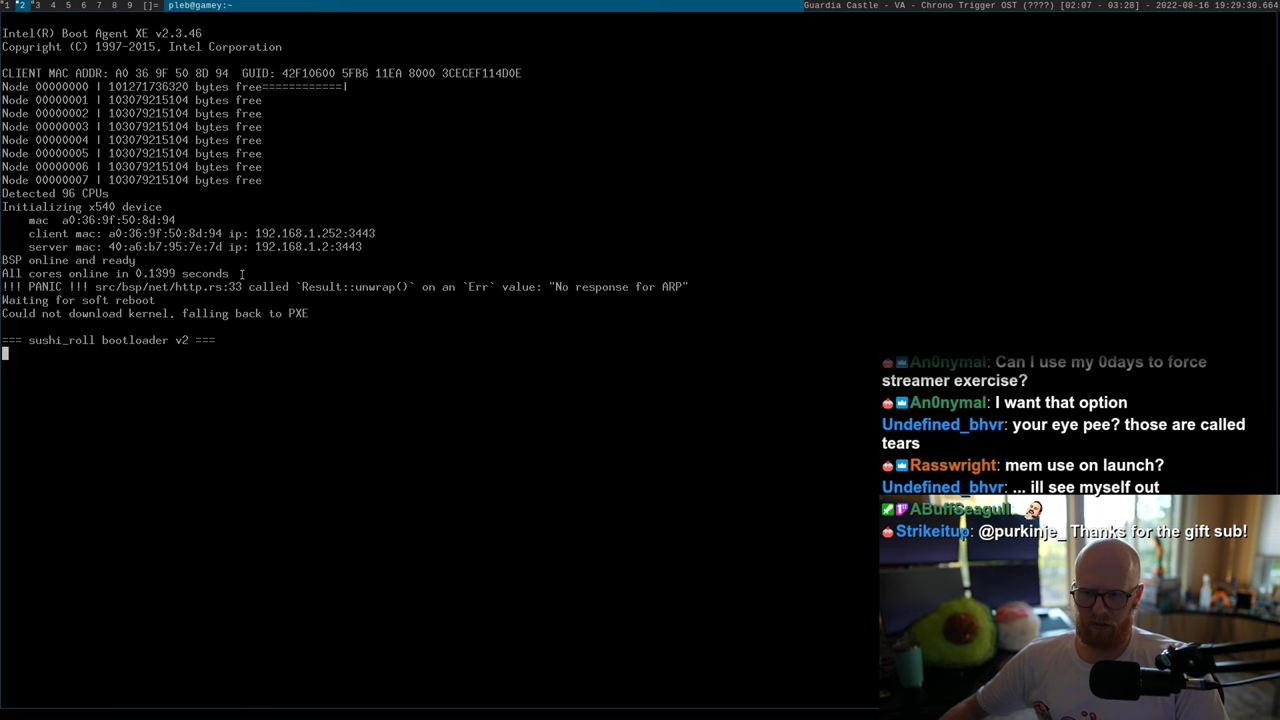 1 2 3 4 5 6 7 8 9 []= pleb@gamey:~ Guardia Castle - VA - Chrono Trigger OST (????) [02:07 - 03:28] - 2022-08-16 19:29:30.664
Intel(R) Boot Agent XE v2.3.46
Copyright (C) 1997-2015, Intel Corporation
CLIENT MAC ADDR: A0 36 9F 50 8D 94  GUID: 42F10600 5FB6 11EA 8000 3CECEF114D0E
Node 00000000 | 101271736320 bytes free============|
Node 00000001 | 103079215104 bytes free
Node 00000002 | 103079215104 bytes free
Node 00000003 | 103079215104 bytes free
Node 00000004 | 103079215104 bytes free
Node 00000005 | 103079215104 bytes free
Node 00000006 | 103079215104 bytes free
Node 00000007 | 103079215104 bytes free
Detected 96 CPUs
Initializing x540 device
mac  a0:36:9f:50:8d:94
client mac: a0:36:9f:50:8d:94 ip: 192.168.1.252:3443
server mac: 40:a6:b7:95:7e:7d ip: 192.168.1.2:3443
BSP online and ready
All cores online in 0.1399 seconds
!!! PANIC !!! src/bsp/net/http.rs:33 called `Result::unwrap()` on an `Err` value: "No response for ARP"
Waiting for soft reboot
Could not download kernel, falling back to PXE
=== sushi_roll bootloader v2 ===
An0nymal: Can I use my 0days to force
streamer exercise?
An0nymal: I want that option
Undefined_bhvr: your eye pee? those are called
tears
Rasswright: mem use on launch?
Undefined_bhvr: ... ill see myself out
ABuffSeagull
Strikeitup: @purkinje_ Thanks for the gift sub!